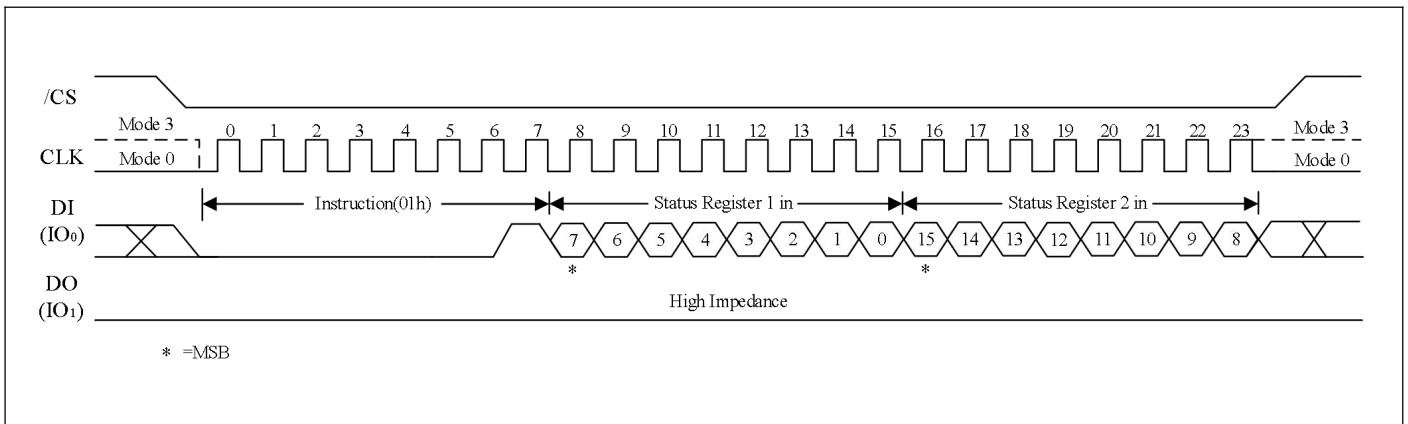 /CS
Mode 3
0 1 2 3 4 5 6 7 8 9 10 11 12 13 14 15 16 17 18 19 20 21 22 23
Mode 3
CLK
Mode 0
Mode 0
DI
(IO₀)
Instruction(01h)
Status Register 1 in
Status Register 2 in
7 6 5 4 3 2 1 0 15 14 13 12 11 10 9 8
* *
DO
(IO₁)
High Impedance
* =MSB